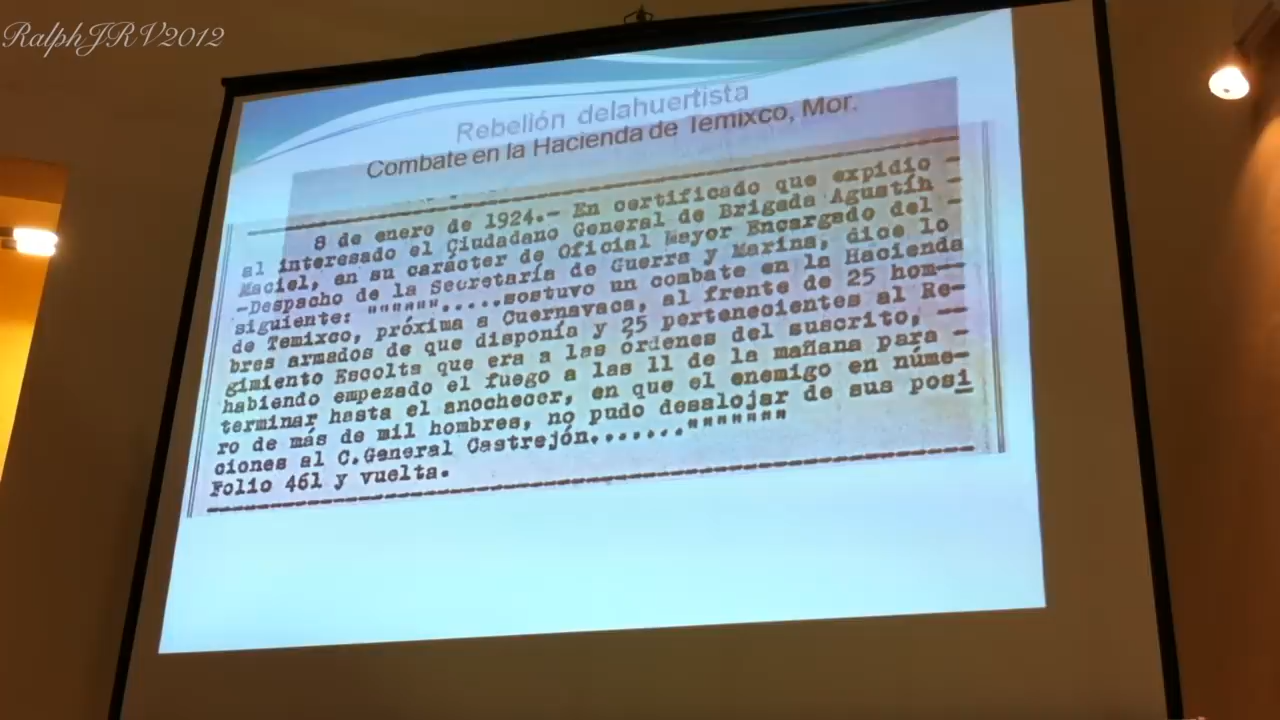 RalphJRV2012
Rebelión delahuertista
Combate en la Hacienda de Temixco, Mor.
8 de enero de 1924.- En certificado que expidio -
al interesado el Ciudadano General de Brigada Agustín -
Maciel, en su carácter de Oficial Mayor Encargado del -
-Despacho de la Secretaría de Guerra y Marina, dice lo
siguiente: """""".....sostuvo un combate en la Hacienda
de Temixco, próxima a Cuernavaca, al frente de 25 hom-
bres armados de que disponía y 25 pertenecientes al Re-
gimiento Escolta que era a las órdenes del suscrito, --
habiendo empezado el fuego a las 11 de la mañana para -
terminar hasta el anochecer, en que el enemigo en núme-
ro de más de mil hombres, no pudo desalojar de sus posi
ciones al C.General Castrejón......."""""""
Folio 461 y vuelta.